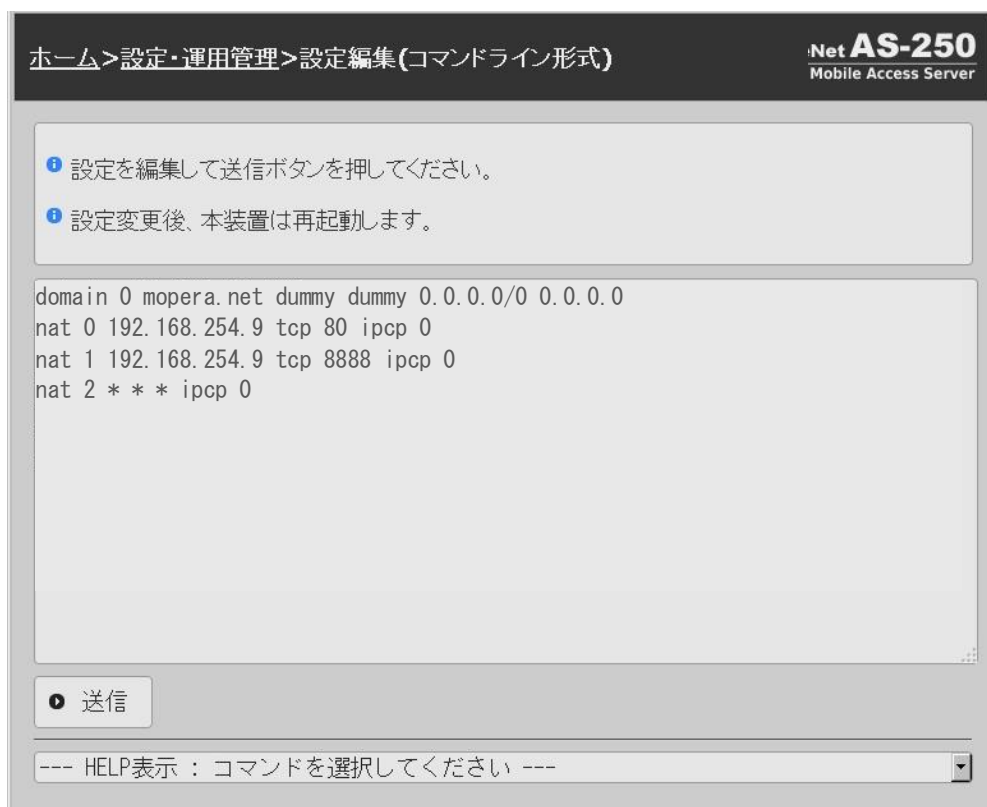 ホーム>設定・運用管理>設定編集(コマンドライン形式)
Net AS-250
Mobile Access Server
設定を編集して送信ボタンを押してください。
設定変更後、本装置は再起動します。
domain 0 mopera.net dummy dummy 0.0.0.0/0 0.0.0.0
nat 0 192.168.254.9 tcp 80 ipcp 0
nat 1 192.168.254.9 tcp 8888 ipcp 0
nat 2 * * * ipcp 0
送信
--- HELP表示 : コマンドを選択してください ---